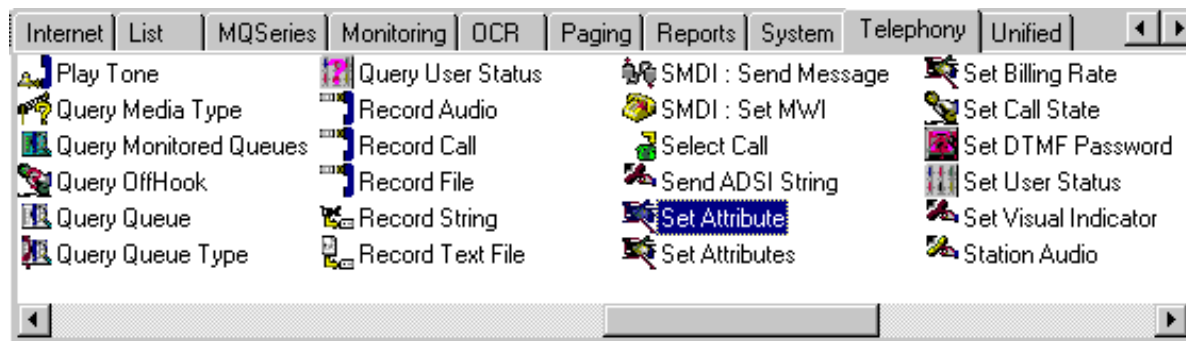 Internet List MQSeries Monitoring OCR Paging Reports System Telephony Unified
Play Tone
Query Media Type
Query Monitored Queues
Query OffHook
Query Queue
Query Queue Type
Query User Status
Record Audio
Record Call
Record File
Record String
Record Text File
SMDI : Send Message
SMDI : Set MWI
Select Call
Send ADSI String
Set Attribute
Set Attributes
Set Billing Rate
Set Call State
Set DTMF Password
Set User Status
Set Visual Indicator
Station Audio